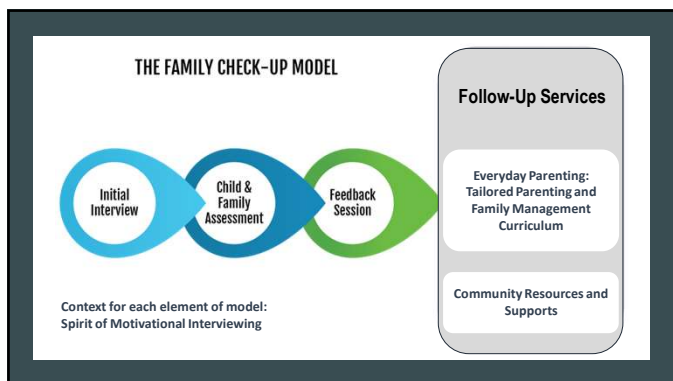 THE FAMILY CHECK-UP MODEL
Initial
Interview
Child &
Family
Assessment
Feedback
Session
Follow-Up Services
Everyday Parenting:
Tailored Parenting and
Family Management
Curriculum
Community Resources and
Supports
Context for each element of model:
Spirit of Motivational Interviewing